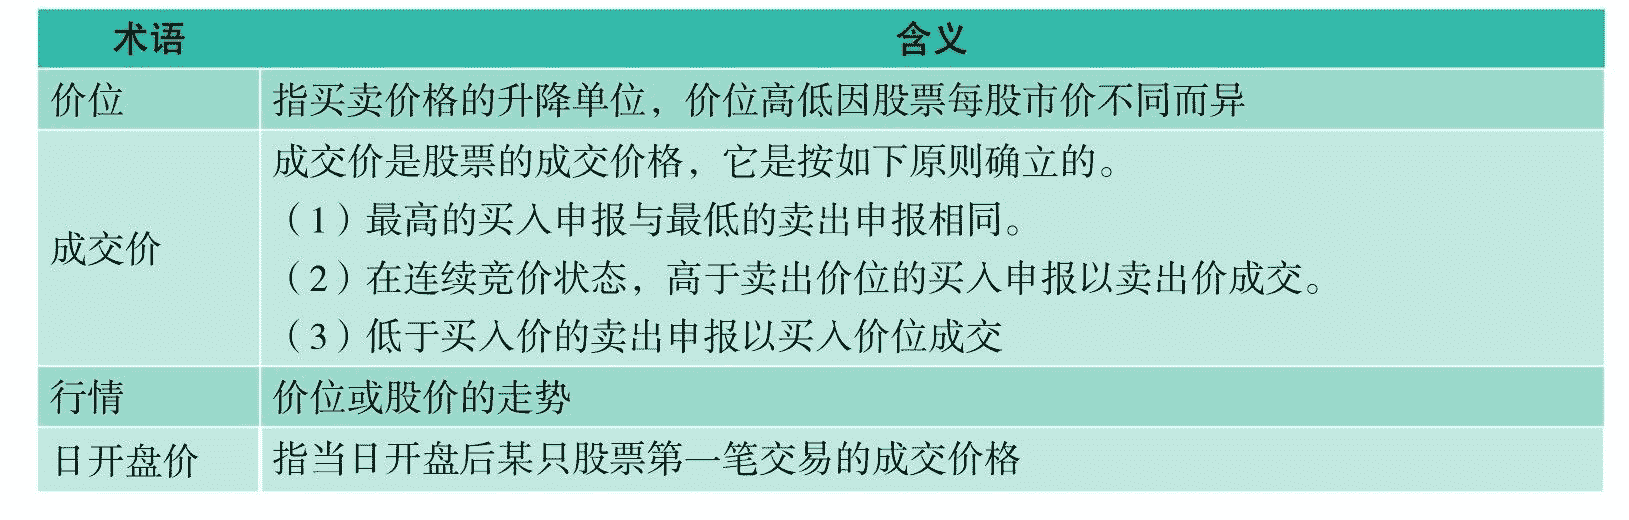 术语 含义
价位 指买卖价格的升降单位，价位高低因股票每股市价不同而异
成交价是股票的成交价格，它是按如下原则确立的。
（1）最高的买入申报与最低的卖出申报相同。
成交价
（2）在连续竞价状态，高于卖出价位的买入申报以卖出价成交。
（3）低于买入价的卖出申报以买入价位成交
行情 价位或股价的走势
日开盘价 指当日开盘后某只股票第一笔交易的成交价格